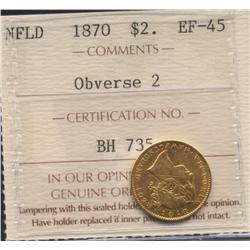 NFLD 1870 $2. EF-45
COMMENTS
Obverse 2
CERTIFICATION NO.
BH 735
IN OUR OPIN
GENUINE OR
tampering with this sealed hold
Have holder replaced if inner not intact.